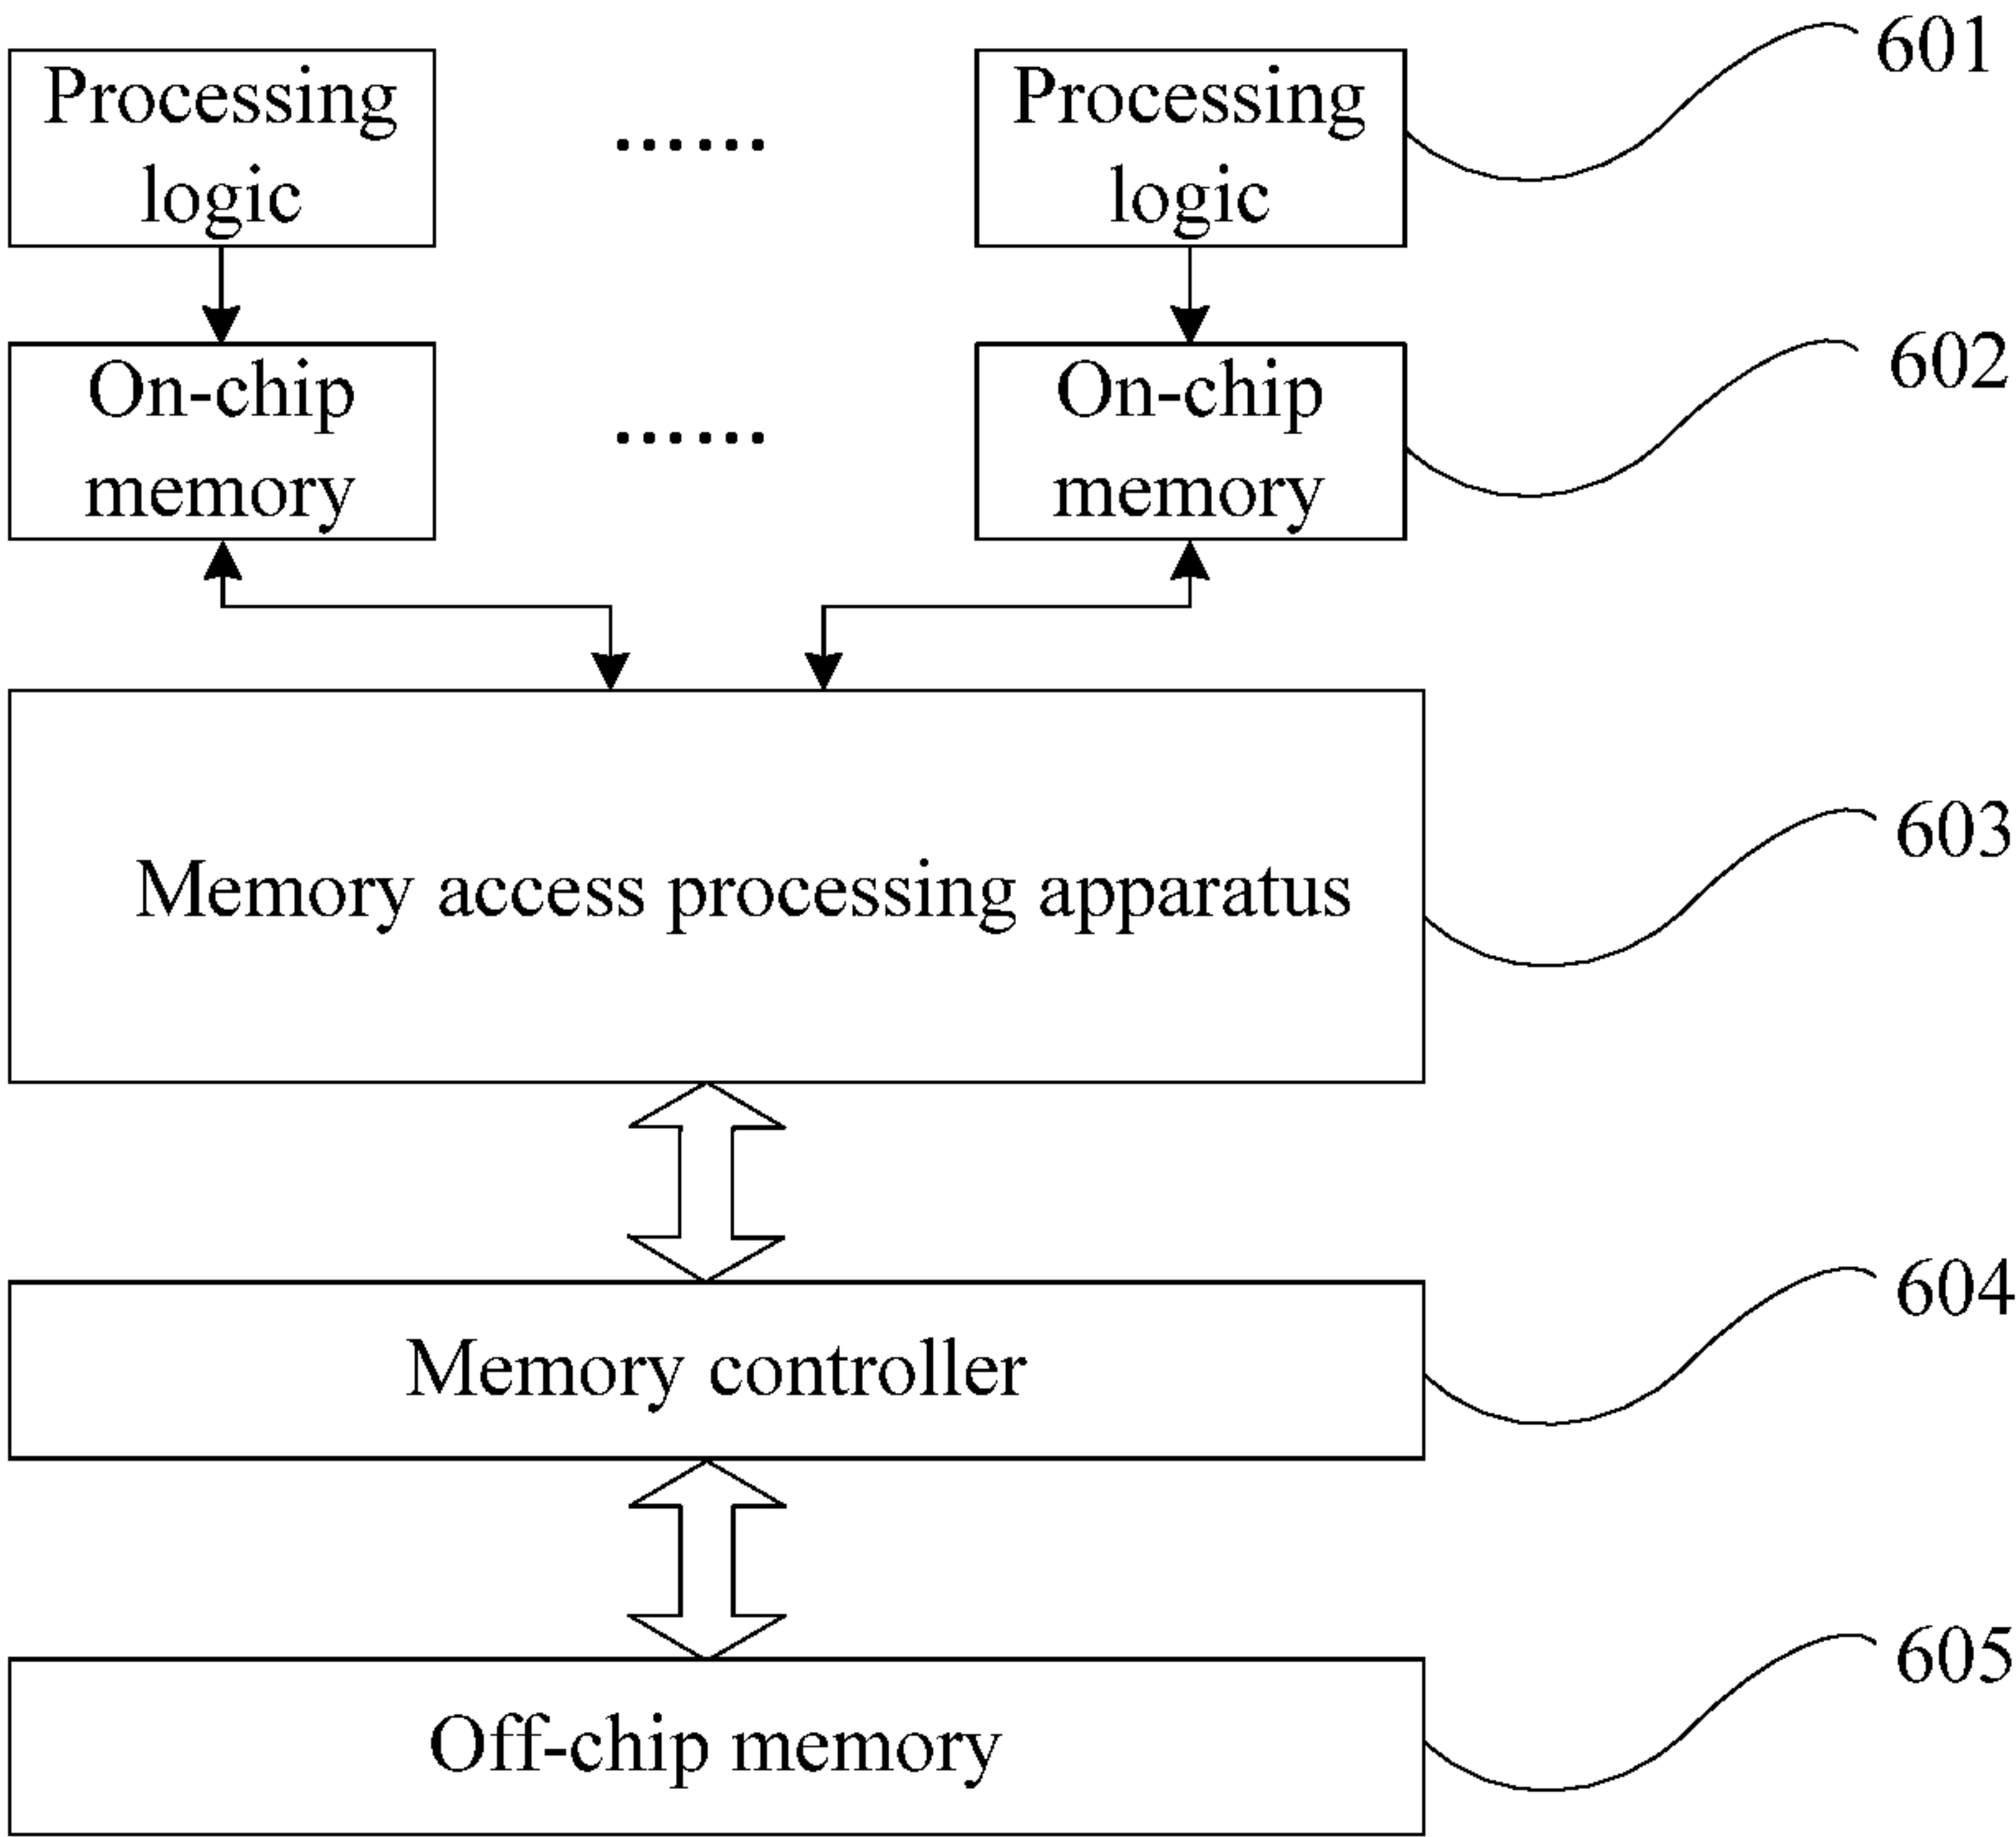 Processing
logic
......
Processing
logic
601
On-chip
memory
......
On-chip
memory
602
Memory access processing apparatus
603
Memory controller
604
Off-chip memory
605